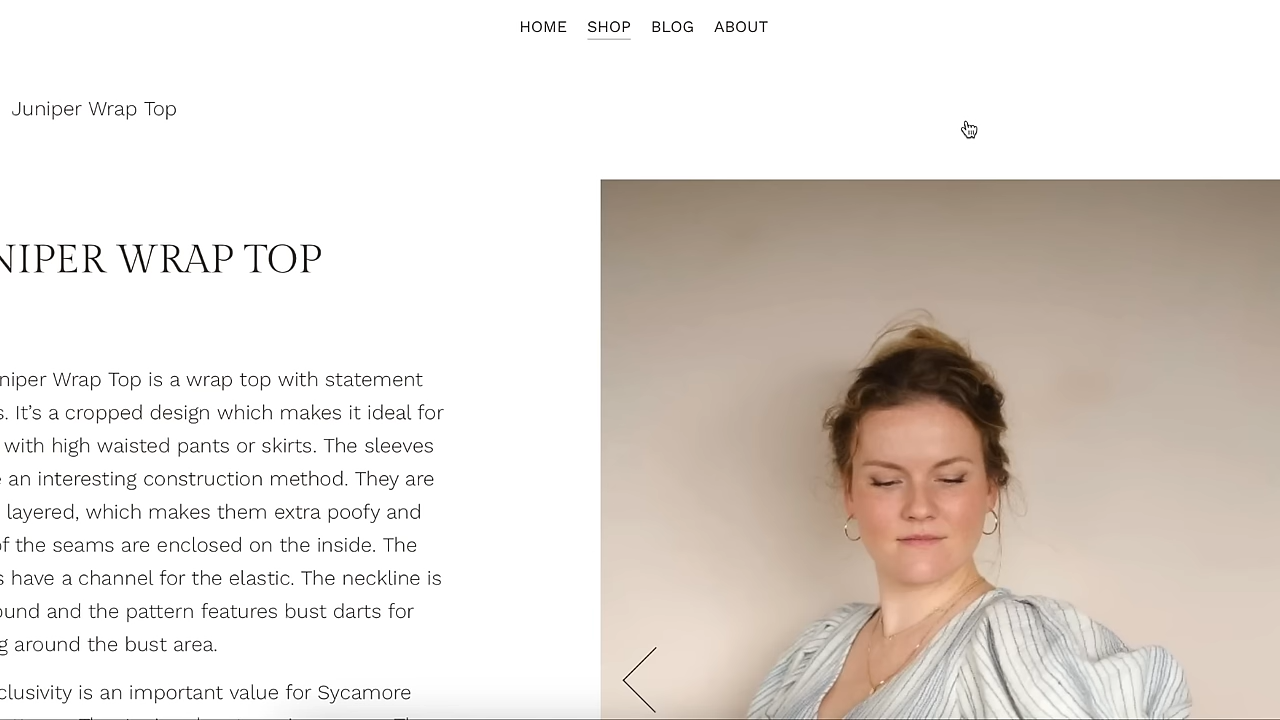 HOME SHOP BLOG ABOUT
Juniper Wrap Top
NIPER WRAP TOP
niper Wrap Top is a wrap top with statement
s. It’s a cropped design which makes it ideal for
with high waisted pants or skirts. The sleeves
e an interesting construction method. They are
layered, which makes them extra poofy and
of the seams are enclosed on the inside. The
s have a channel for the elastic. The neckline is
ound and the pattern features bust darts for
g around the bust area.
clusivity is an important value for Sycamore